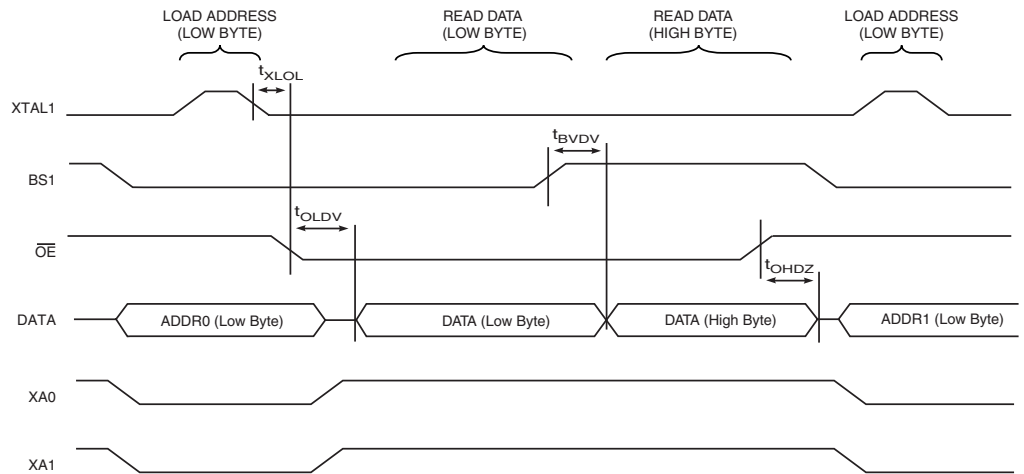 LOAD ADDRESS
(LOW BYTE)
READ DATA
(LOW BYTE)
READ DATA
(HIGH BYTE)
LOAD ADDRESS
(LOW BYTE)
tXLOL
XTAL1
tBVDV
BS1
tOLDV
OE
tOHDZ
DATA
ADDR0 (Low Byte)
DATA (Low Byte)
DATA (High Byte)
ADDR1 (Low Byte)
XA0
XA1